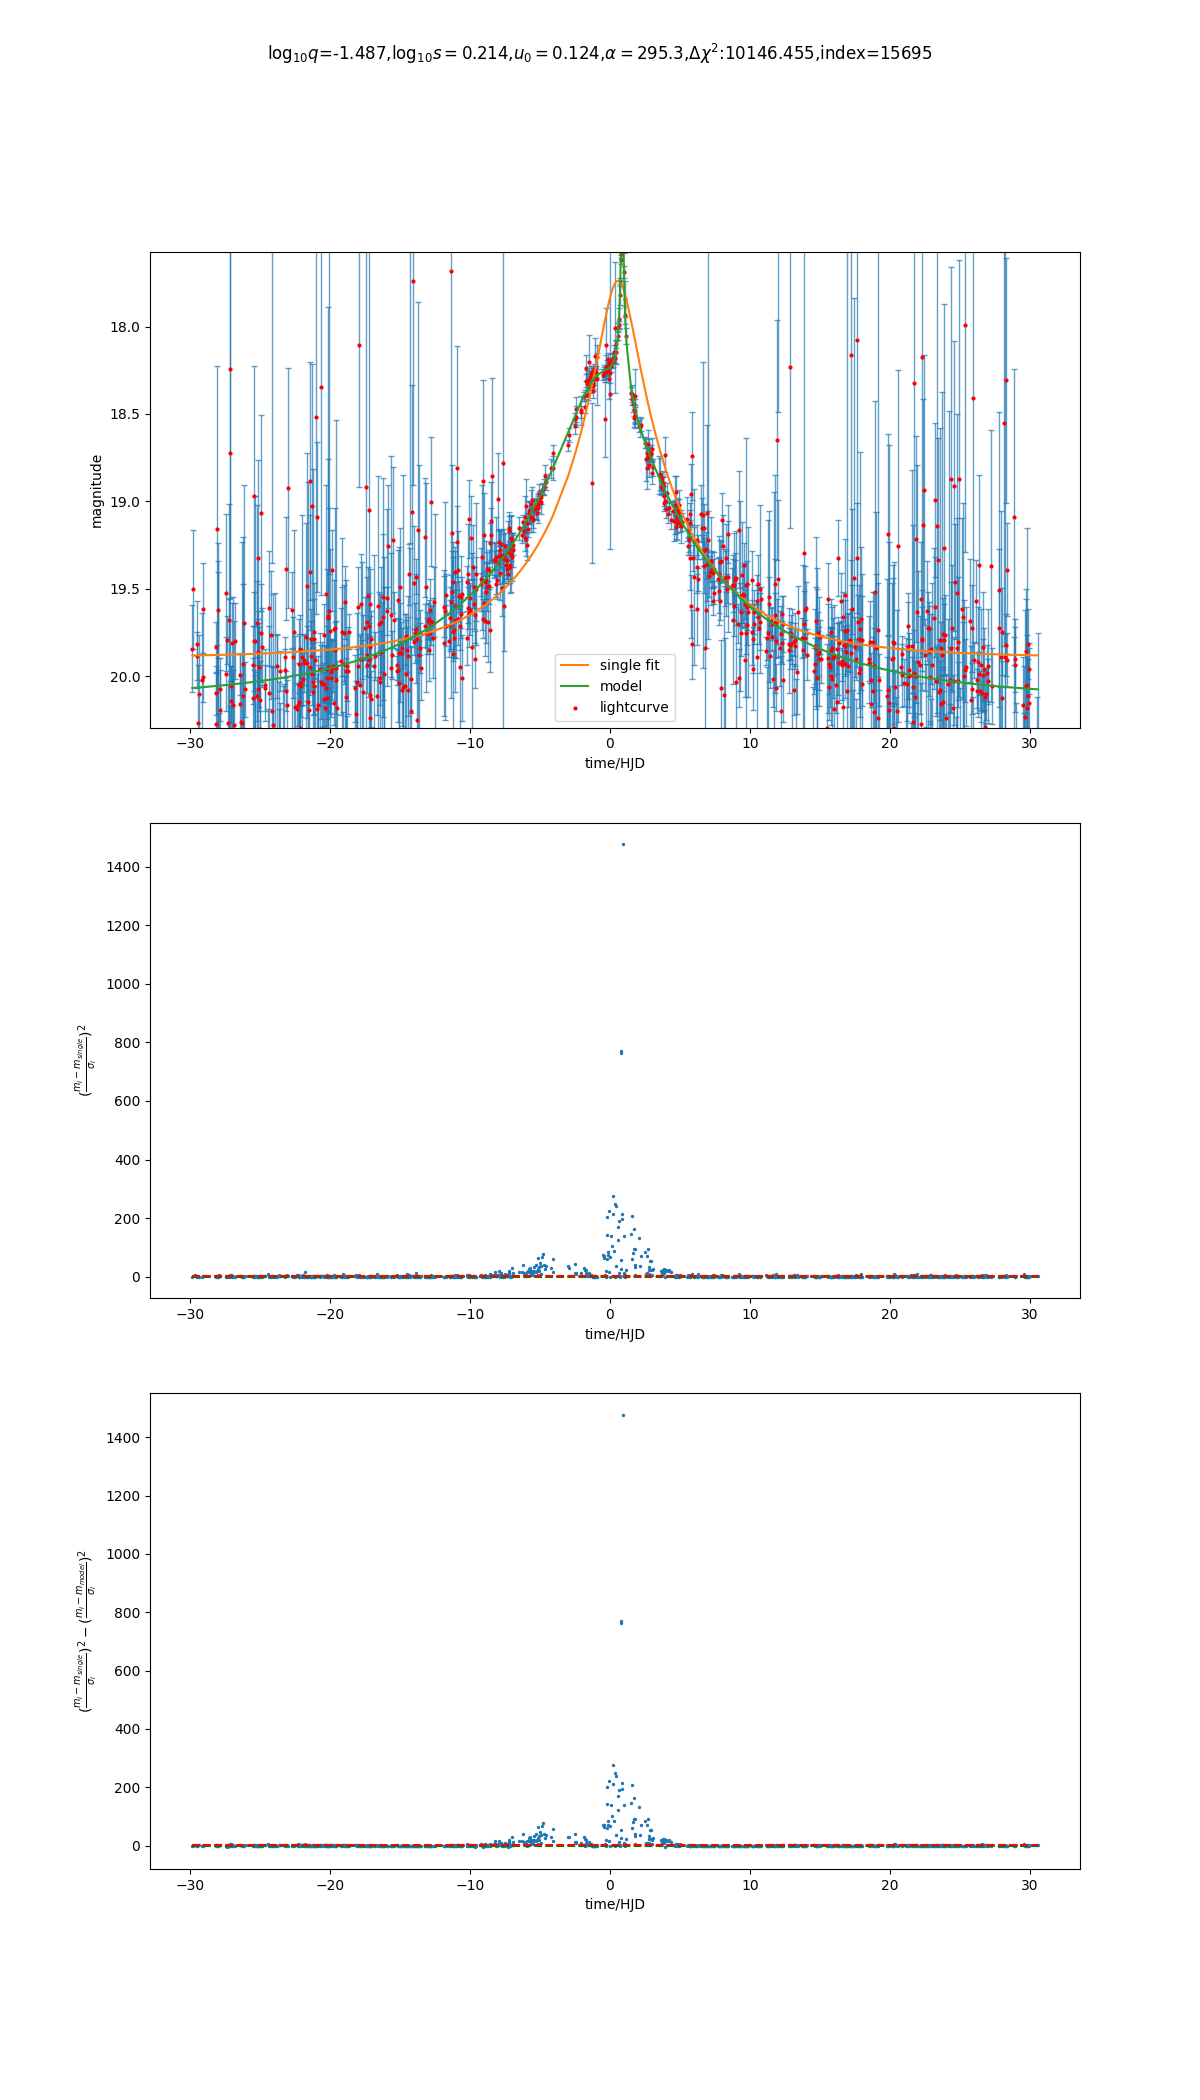 log₁₀q=-1.487,log₁₀s = 0.214,u₀ = 0.124,α = 295.3,Δχ²:10146.455,index=15695
18.0
18.5
19.0
19.5
20.0
magnitude
single fit
model
lightcurve
−30 −20 −10 0 10 20 30
time/HJD
1400
1200
1000
800
600
400
200
0
((mᵢ − m_single)/σᵢ)²
−30 −20 −10 0 10 20 30
time/HJD
1400
1200
1000
800
600
400
200
0
((mᵢ − m_single)/σᵢ)² − ((mᵢ − m_model)/σᵢ)²
−30 −20 −10 0 10 20 30
time/HJD